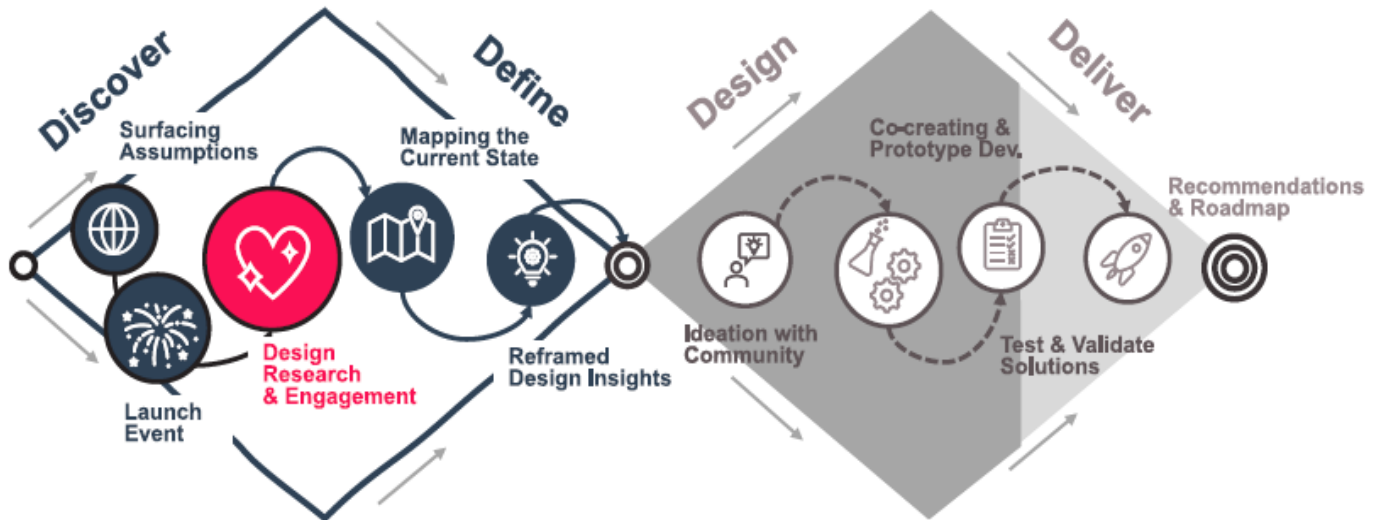 Discover
Surfacing
Assumptions
Launch
Event
Design
Research
& Engagement
Define
Mapping the
Current State
Reframed
Design Insights
Design
Ideation with
Community
Co-creating &
Prototype Dev.
Deliver
Test & Validate
Solutions
Recommendations
& Roadmap